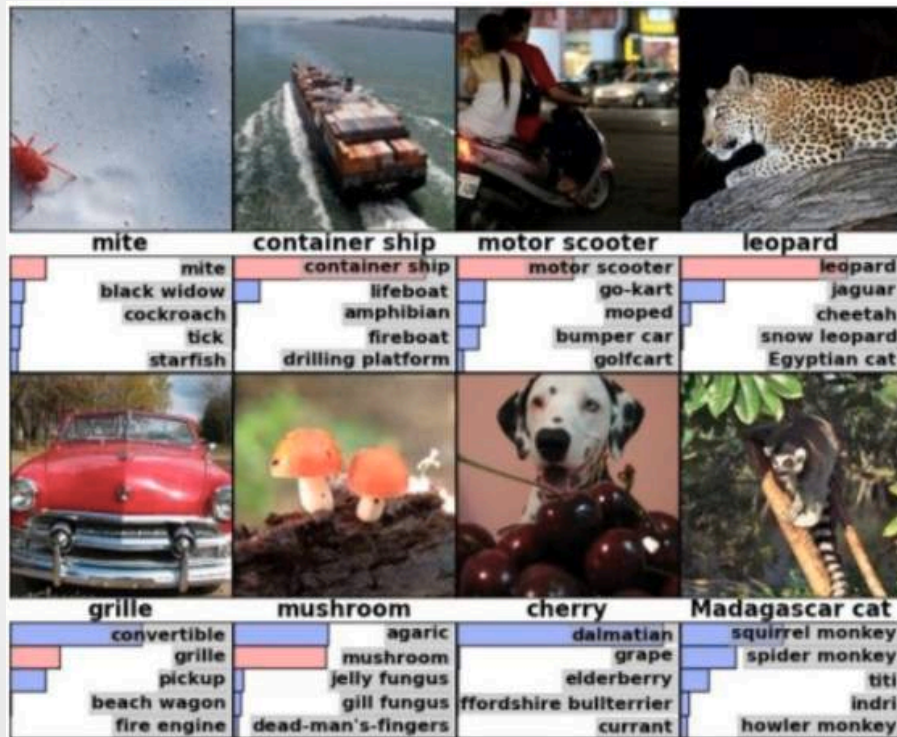 mite
container ship
motor scooter
leopard
mite
black widow
cockroach
tick
starfish
container ship
lifeboat
amphibian
fireboat
drilling platform
motor scooter
go-kart
moped
bumper car
golfcart
leopard
jaguar
cheetah
snow leopard
Egyptian cat
grille
mushroom
cherry
Madagascar cat
convertible
grille
pickup
beach wagon
fire engine
agaric
mushroom
jelly fungus
gill fungus
dead-man's-fingers
dalmatian
grape
elderberry
ffordshire bullterrier
currant
squirrel monkey
spider monkey
titi
indri
howler monkey